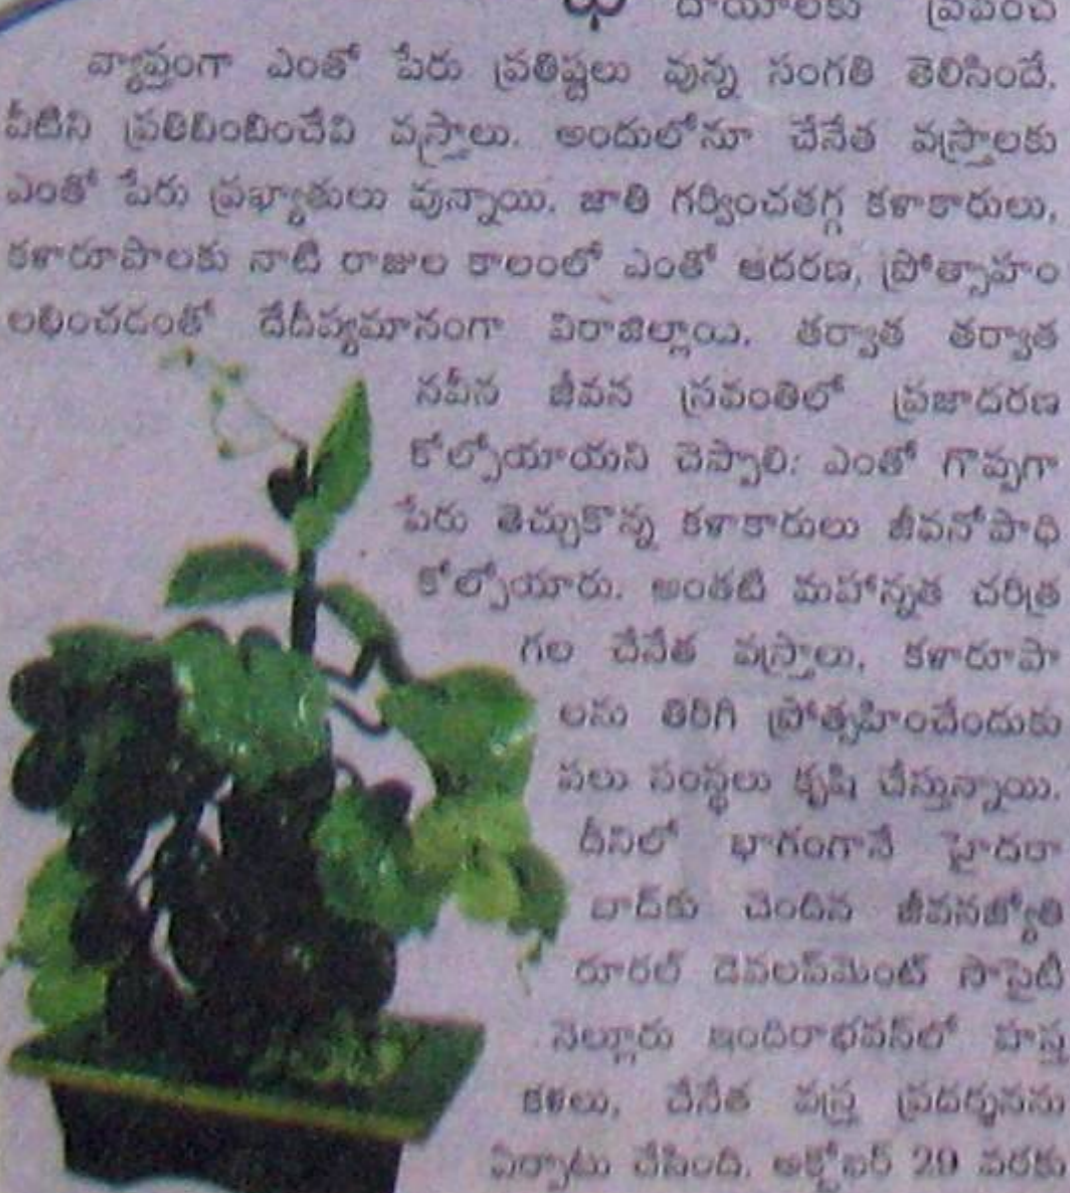 దాయాలకు ప్రపంచ
వ్యాప్తంగా ఎంతో పేరు ప్రతిష్టలు వున్న సంగతి తెలిసిందే.
వీటిని ప్రతిబింబించేవి వస్త్రాలు. అందులోనూ చేనేత వస్త్రాలకు
ఎంతో పేరు ప్రఖ్యాతులు వున్నాయి. జాతి గర్వించతగ్గ కళాకారులు,
కళారూపాలకు నాటి రాజుల కాలంలో ఎంతో ఆదరణ, ప్రోత్సాహం
లభించడంతో దేదీప్యమానంగా విరాజిల్లాయి. తర్వాత తర్వాత
నవీన జీవన స్రవంతిలో ప్రజాదరణ
కోల్పోయాయని చెప్పాలి: ఎంతో గొప్పగా
పేరు తెచ్చుకొన్న కళాకారులు జీవనోపాధి
కోల్పోయారు. అంతటి మహోన్నత చరిత్ర
గల చేనేత వస్త్రాలు, కళారూపా
లను తిరిగి ప్రోత్సహించేందుకు
పలు సంస్థలు కృషి చేస్తున్నాయి.
దీనిలో భాగంగానే హైదరా
బాద్‌కు చెందిన జీవనజ్యోతి
రూరల్ డెవలప్‌మెంట్ సొసైటీ
నెల్లూరు ఇందిరాభవన్‌లో హస్త
కళలు, చేనేత వస్త్ర ప్రదర్శనను
ఏర్పాటు చేసింది. అక్టోబర్ 29 వరకు